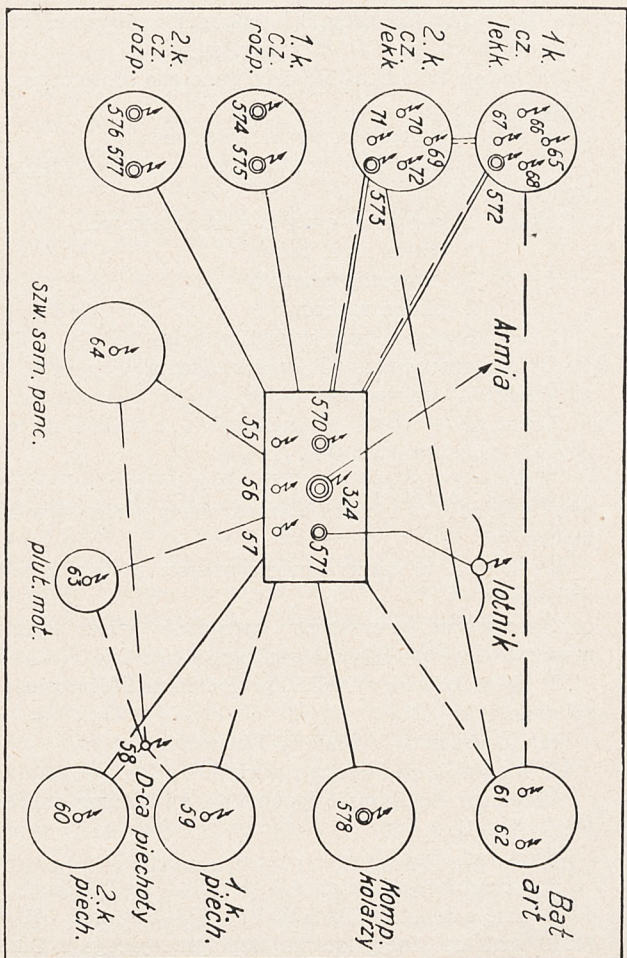 1 k.
cz.
lekk
65
66
68
67
572
2. k
cz.
lekk
69
70
72
71
573
1. k.
cz.
rozp.
574 575
2. k
cz.
rozp.
576 577
Armia
lotnik
570
324
571
55
56
57
Bat
art
61
62
Komp.
kolarzy
578
1. k.
piech.
59
D-ca piechoty
58
2. k
piech.
60
plut. mot.
63
szw. sam. panc.
64